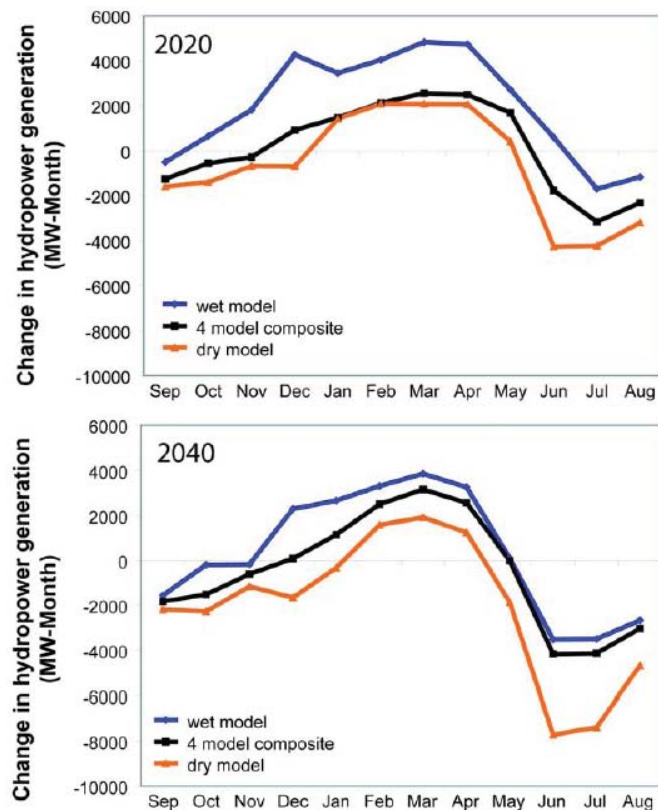 Change in hydropower generation
(MW-Month)
2020
6000
4000
2000
0
-2000
-4000
-6000
-8000
-10000
wet model
4 model composite
dry model
Sep Oct Nov Dec Jan Feb Mar Apr May Jun Jul Aug
Change in hydropower generation
(MW-Month)
2040
6000
4000
2000
0
-2000
-4000
-6000
-8000
-10000
wet model
4 model composite
dry model
Sep Oct Nov Dec Jan Feb Mar Apr May Jun Jul Aug